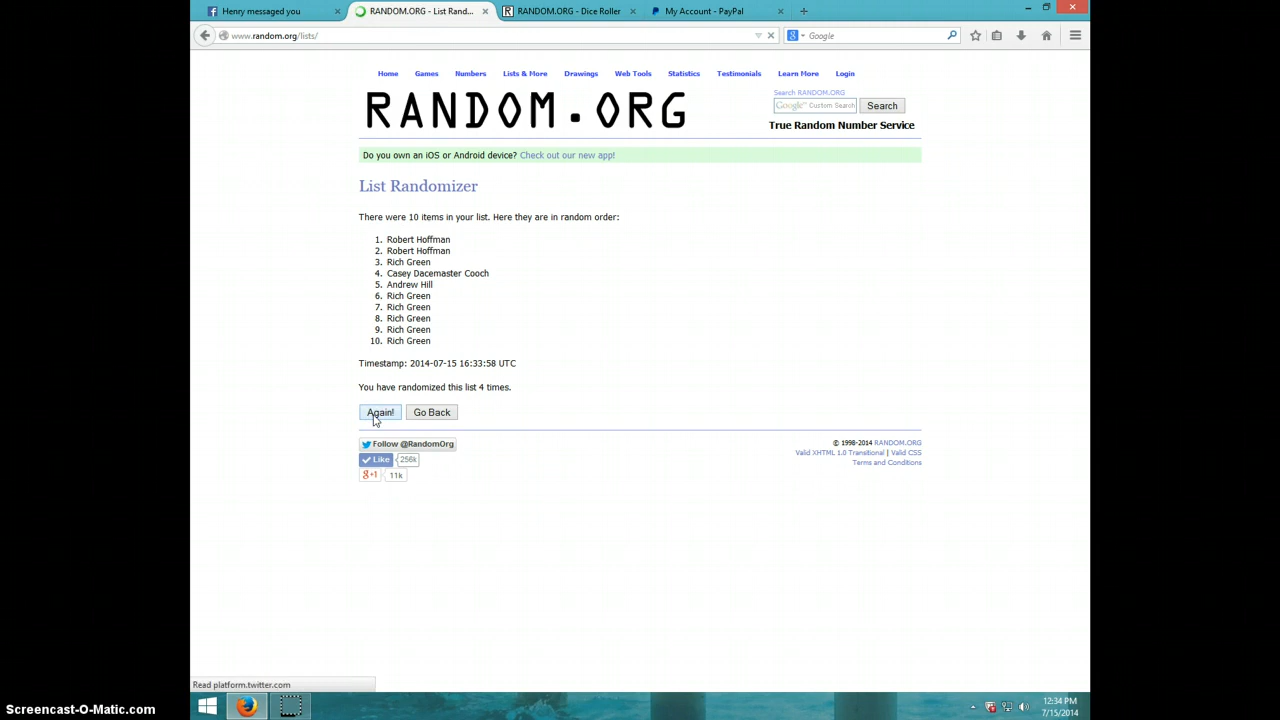 Henry messaged you
RANDOM.ORG - List Rand...
RANDOM.ORG - Dice Roller
My Account - PayPal
www.random.org/lists/
Google
Home Games Numbers Lists & More Drawings Web Tools Statistics Testimonials Learn More Login
RANDOM.ORG
Search RANDOM.ORG
Google™ Custom Search
Search
True Random Number Service
Do you own an iOS or Android device? Check out our new app!
List Randomizer
There were 10 items in your list. Here they are in random order:
1. Robert Hoffman
2. Robert Hoffman
3. Rich Green
4. Casey Dacemaster Cooch
5. Andrew Hill
6. Rich Green
7. Rich Green
8. Rich Green
9. Rich Green
10. Rich Green
Timestamp: 2014-07-15 16:33:58 UTC
You have randomized this list 4 times.
Again! Go Back
Follow @RandomOrg
Like 256k
g+1 11k
© 1998-2014 RANDOM.ORG
Valid XHTML 1.0 Transitional | Valid CSS
Terms and Conditions
Read platform.twitter.com
12:34 PM
7/15/2014
Screencast-O-Matic.com